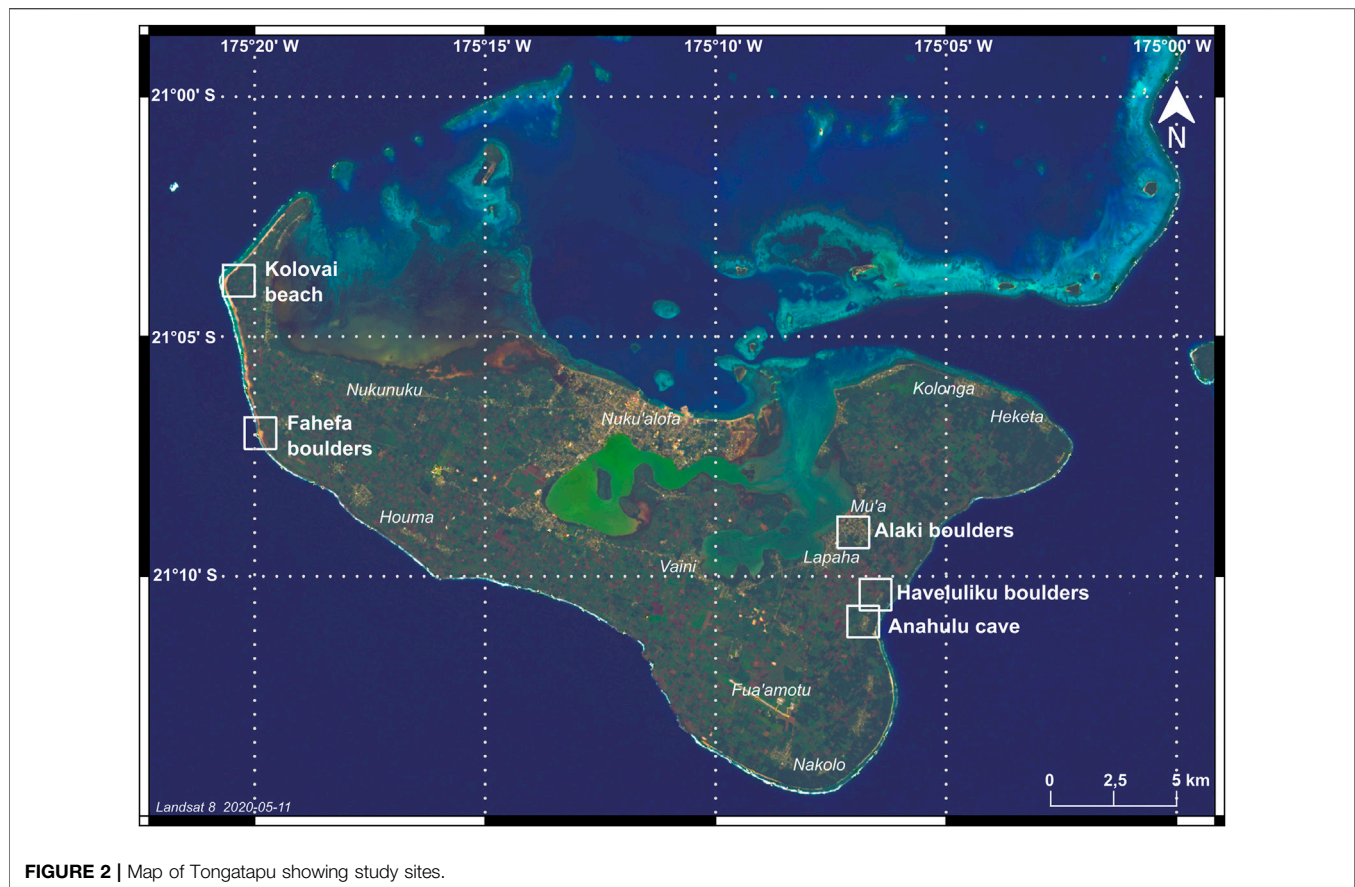 175°20' W 175°15' W 175°10' W 175°05' W 175°00' W
21°00' S
N
Kolovai
beach
21°05' S
Nukunuku
Kolonga
Heketa
Nuku'alofa
Fahefa
boulders
Mu'a
Houma
Alaki boulders
Lapaha
Vaini
21°10' S
Haveluliku boulders
Anahulu cave
Fua'amotu
Nakolo
0 2,5 5 km
Landsat 8 2020-05-11
FIGURE 2 | Map of Tongatapu showing study sites.